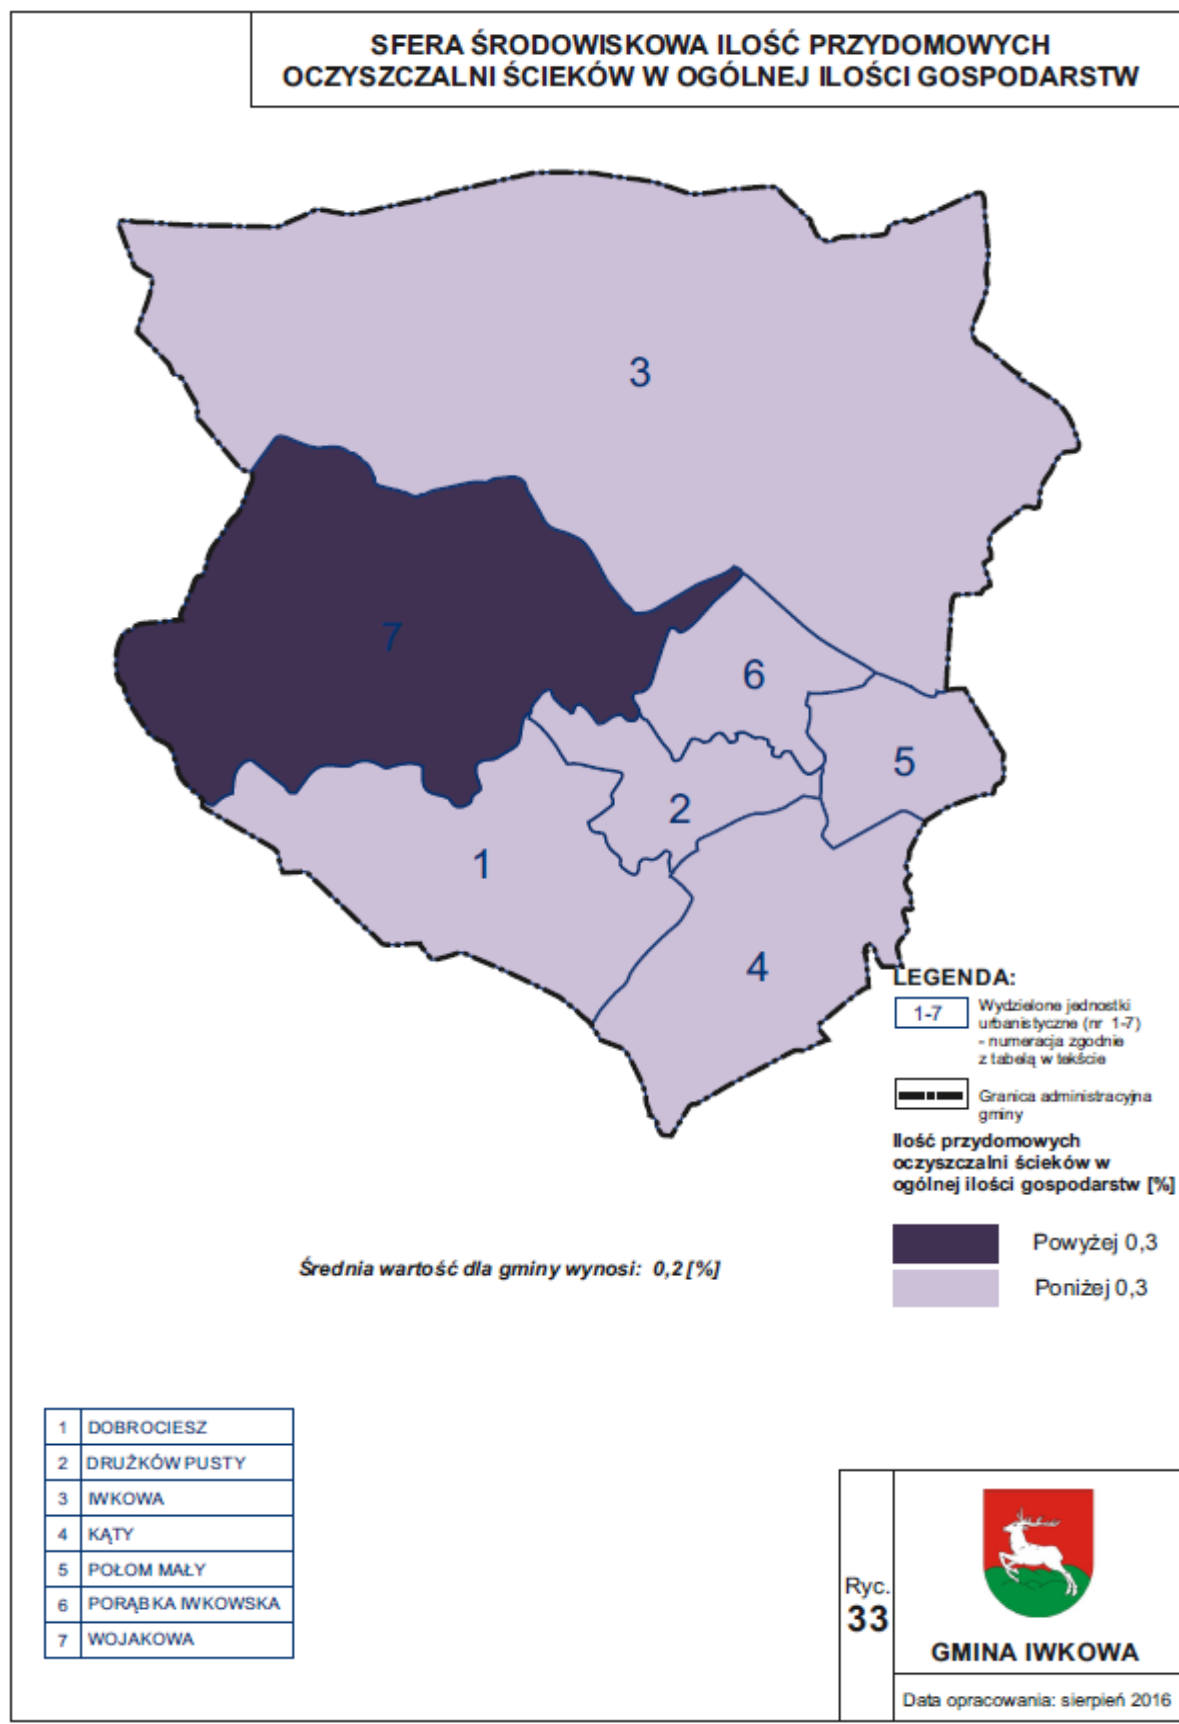 SFERA ŚRODOWISKOWA ILOŚĆ PRZYDOMOWYCH
OCZYSZCZALNI ŚCIEKÓW W OGÓLNEJ ILOŚCI GOSPODARSTW
3
7
6
5
2
1
4
LEGENDA:
1-7
Wydzielone jednostki
urbanistyczne (nr 1-7)
- numeracja zgodnie
z tabelą w tekście
Granica administracyjna
gminy
Ilość przydomowych
oczyszczalni ścieków w
ogólnej ilości gospodarstw [%]
Powyżej 0,3
Poniżej 0,3
Średnia wartość dla gminy wynosi: 0,2 [%]
1 DOBROCIESZ
2 DRUŻKÓW PUSTY
3 IWKOWA
4 KĄTY
5 POŁOM MAŁY
6 PORĄBKA IWKOWSKA
7 WOJAKOWA
Ryc.
33
GMINA IWKOWA
Data opracowania: sierpień 2016